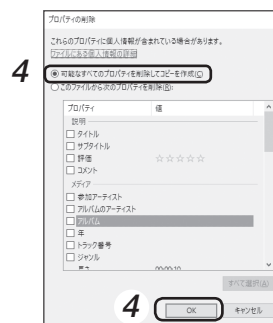 プロパティの削除
これらのプロパティに個人情報が含まれている場合があります。
ファイルにある個人情報の詳細
4
可能なすべてのプロパティを削除してコピーを作成(C)
このファイルから次のプロパティを削除(R):
プロパティ 値
説明
タイトル
サブタイトル
評価 ☆☆☆☆☆
コメント
メディア
参加アーティスト
アルバムのアーティスト
アルバム
年
トラック番号
ジャンル
長さ 00:00:10
すべて選択(A)
4
OK キャンセル